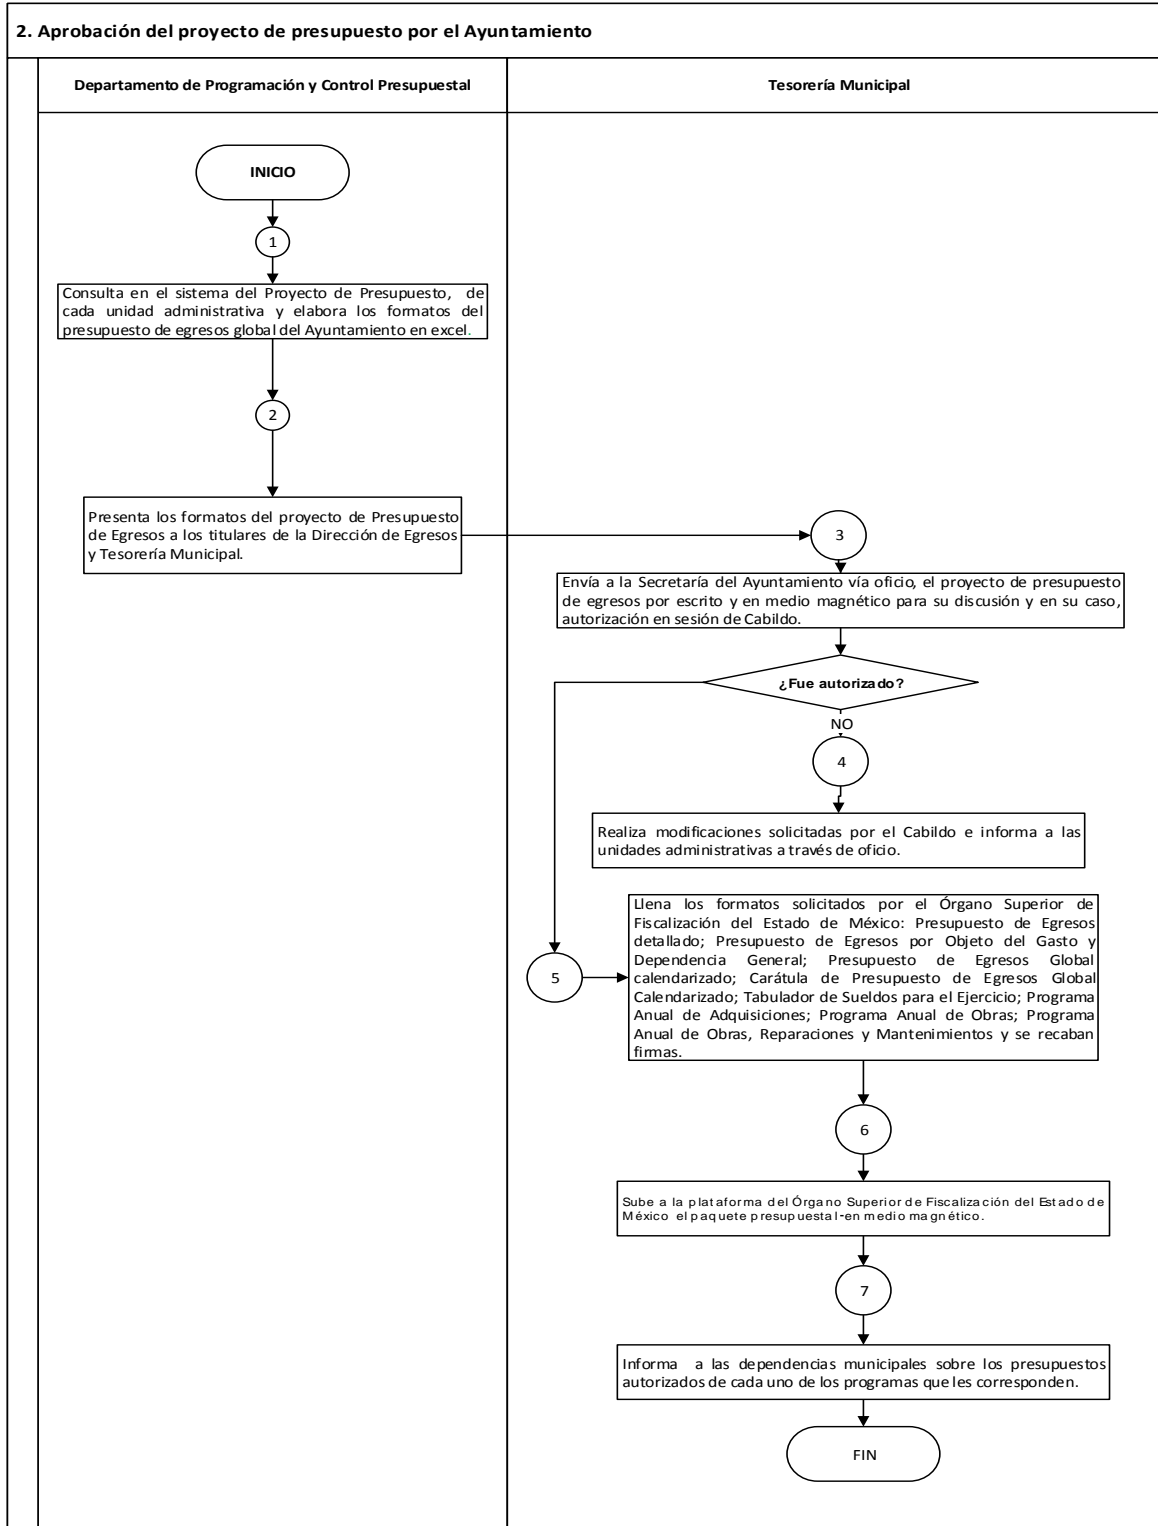 2. Aprobación del proyecto de presupuesto por el Ayuntamiento
Departamento de Programación y Control Presupuestal
Tesorería Municipal
INICIO
1
Consulta en el sistema del Proyecto de Presupuesto, de
cada unidad administrativa y elabora los formatos del
presupuesto de egresos global del Ayuntamiento en excel.
2
Presenta los formatos del proyecto de Presupuesto
de Egresos a los titulares de la Dirección de Egresos
y Tesorería Municipal.
3
Envía a la Secretaría del Ayuntamiento vía oficio, el proyecto de presupuesto
de egresos por escrito y en medio magnético para su discusión y en su caso,
autorización en sesión de Cabildo.
¿Fue autorizado?
NO
4
Realiza modificaciones solicitadas por el Cabildo e informa a las
unidades administrativas a través de oficio.
5
Llena los formatos solicitados por el Órgano Superior de
Fiscalización del Estado de México: Presupuesto de Egresos
detallado; Presupuesto de Egresos por Objeto del Gasto y
Dependencia General; Presupuesto de Egresos Global
calendarizado; Carátula de Presupuesto de Egresos Global
Calendarizado; Tabulador de Sueldos para el Ejercicio; Programa
Anual de Adquisiciones; Programa Anual de Obras; Programa
Anual de Obras, Reparaciones y Mantenimientos y se recaban
firmas.
6
Sube a la plataforma del Órgano Superior de Fiscalización del Estado de
México el paquete presupuestal-en medio magnético.
7
Informa a las dependencias municipales sobre los presupuestos
autorizados de cada uno de los programas que les corresponden.
FIN